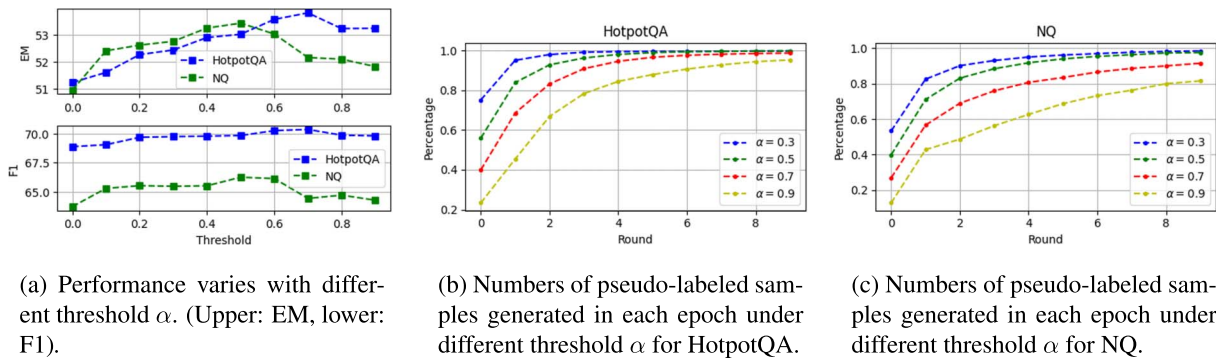 53
52
51
EM
HotpotQA
NQ
0.0 0.2 0.4 0.6 0.8
70.0
67.5
65.0
F1
HotpotQA
NQ
0.0 0.2 0.4 0.6 0.8
Threshold
(a) Performance varies with differ-
ent threshold α. (Upper: EM, lower:
F1).
HotpotQA
1.0
0.8
0.6
0.4
0.2
Percentage
α = 0.3
α = 0.5
α = 0.7
α = 0.9
0 2 4 6 8
Round
(b) Numbers of pseudo-labeled sam-
ples generated in each epoch under
different threshold α for HotpotQA.
NQ
1.0
0.8
0.6
0.4
0.2
Percentage
α = 0.3
α = 0.5
α = 0.7
α = 0.9
0 2 4 6 8
Round
(c) Numbers of pseudo-labeled sam-
ples generated in each epoch under
different threshold α for NQ.